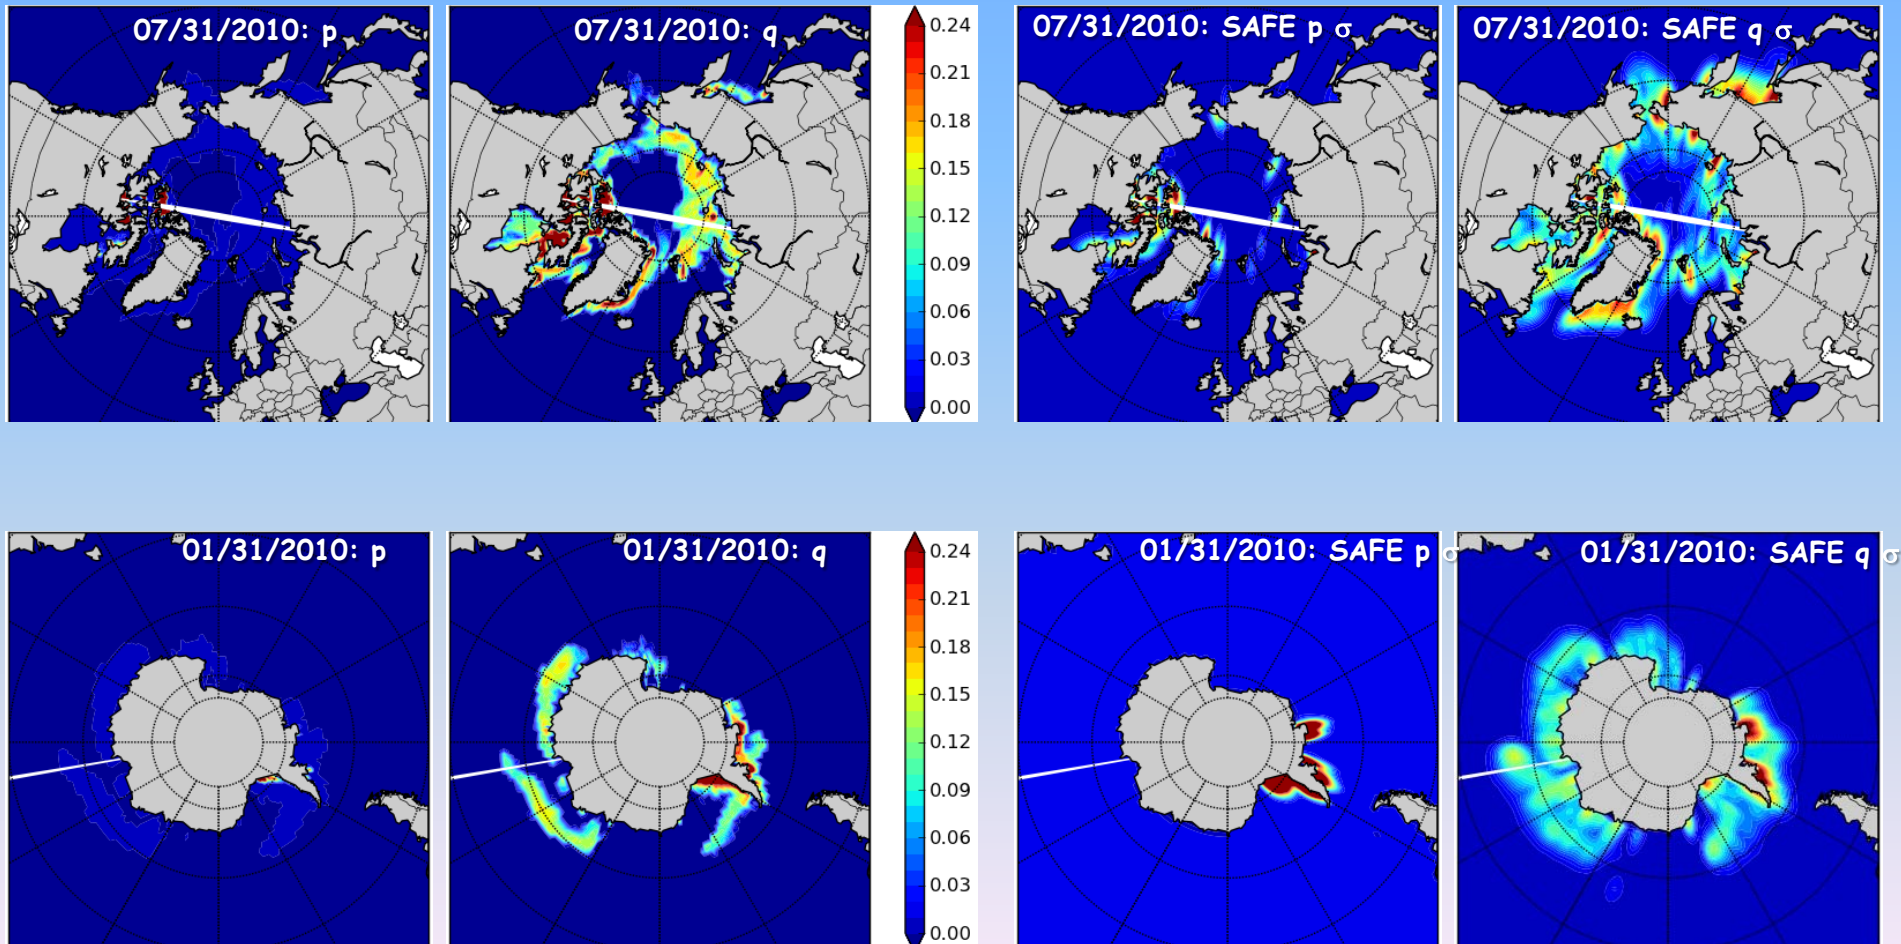 07/31/2010: p
07/31/2010: q
0.24
0.21
0.18
0.15
0.12
0.09
0.06
0.03
0.00
07/31/2010: SAFE p σ
07/31/2010: SAFE q σ
01/31/2010: p
01/31/2010: q
0.24
0.21
0.18
0.15
0.12
0.09
0.06
0.03
0.00
01/31/2010: SAFE p σ
01/31/2010: SAFE q σ